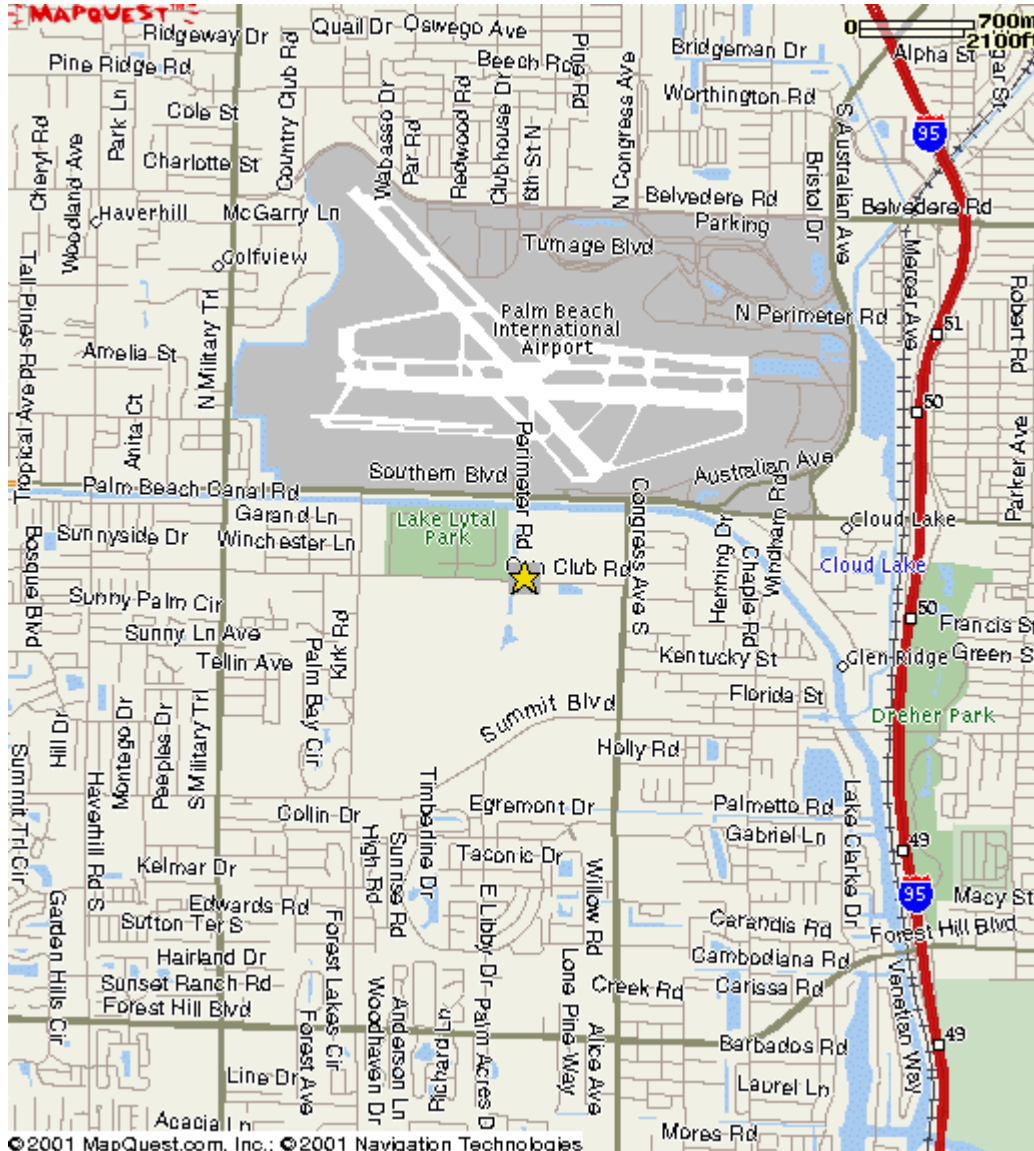 MAPQUEST
700m
0
2100ft
Ridgeway Dr
Quail Dr
Oswego Ave
Pine Rd
Bridgeman Dr
Alpha St
Pine Ridge Rd
Beech Rd
Country Club Rd
Park Ln
Cole St
Wabasso Dr
Par Rd
Redwood Rd
Clubhouse Dr
6th St N
N Congress Ave
Worthington Rd
S Australian Ave
95
Cheryl Rd
Woodland Ave
Charlotte St
Bristol Dr
Belvedere Rd
Belvedere Rd
Haverhill
McGarry Ln
Parking
Turnage Blvd
Golfview
Mercer Ave
Robert Rd
Tall Pines Rd
N Military Trl
Palm Beach
International
Airport
N Perimeter Rd
51
Amelia St
50
Anita Ct
Perimeter Rd
Parker Ave
Southern Blvd
Australian Ave
Palm Beach Canal Rd
Congress Ave S
Garand Ln
Lake Lytal
Park
Cloud Lake
Basque Blvd
Sunnyside Dr
Winchester Ln
Henning Dr
Chaple Rd
Windham Rd
Cloud Lake
Club Rd
Sunny Palm Cir
50
Francis St
Sunny Ln Ave
Kirk Rd
Palm Bay Cir
Tellin Ave
Kentucky St
Glen Ridge
Green S
Florida St
Summit Blvd
Dreher Park
S Military Trl
Montego Dr
Peeples Dr
Holly Rd
Summit Trl Cir
Haverhill Rd S
Timberline Dr
Egremont Dr
Palmetto Rd
Lake Clarke Dr
Collin Dr
Gabriel Ln
High Rd
Sunrise Rd
Taconic Dr
49
Kelmar Dr
Willow Rd
95
Macy St
Edwards Rd
E Libby Dr
Garden Hills Cir
Sutton Ter S
Forest Lakes Cir
Carandis Rd
Forest Hill Blvd
Hairland Dr
Cambodiana Rd
Lone Pine Way
Sunset Ranch Rd
Creek Rd
Carissa Rd
Forest Hill Blvd
Woodhaven Dr
Anderson Ln
Richard Ln
Palm Acres D
Alice Ave
Venetian Way
Forest Ave
Barbados Rd
49
Line Dr
Laurel Ln
Acacia Ln
Mores Rd
©2001 MapQuest.com, Inc.; ©2001 Navigation Technologies